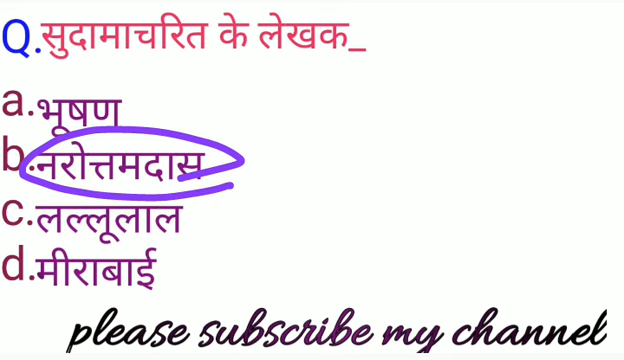 Q.सुदामाचरित के लेखक_
a.भूषण
b.नरोत्तमदास
c.लल्लूलाल
d.मीराबाई
please subscribe my channel